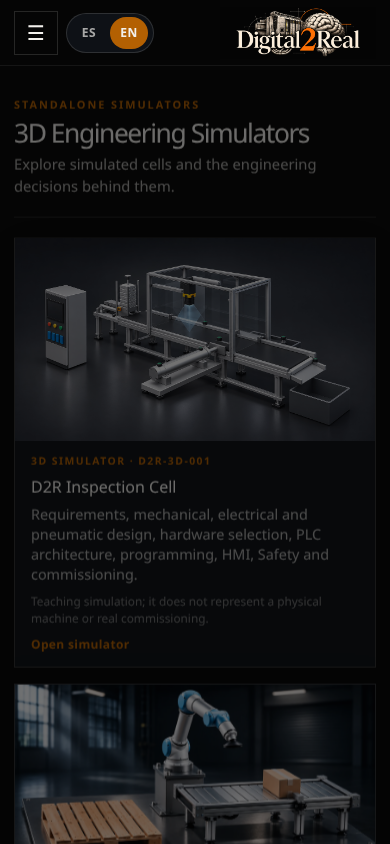 ☰
ES
EN
Digital2Real
STANDALONE SIMULATORS
3D Engineering Simulators
Explore simulated cells and the engineering
decisions behind them.
3D SIMULATOR · D2R-3D-001
D2R Inspection Cell
Requirements, mechanical, electrical and
pneumatic design, hardware selection, PLC
architecture, programming, HMI, Safety and
commissioning.
Teaching simulation; it does not represent a physical
machine or real commissioning.
Open simulator